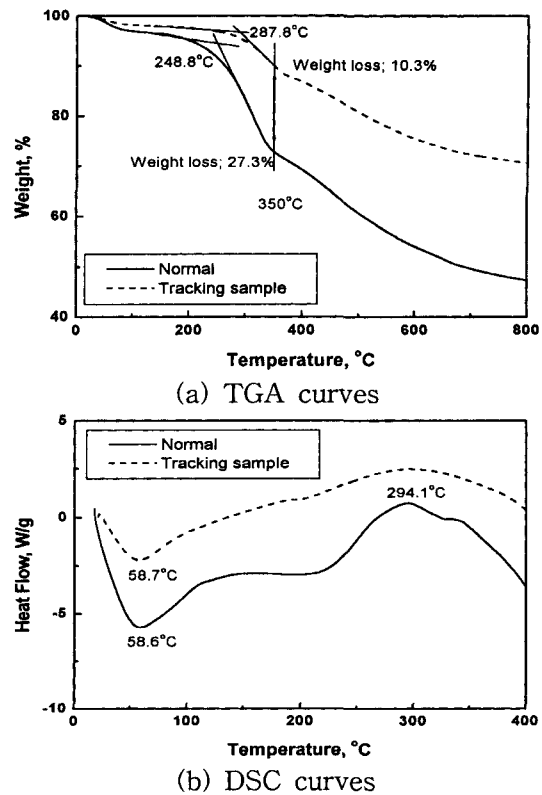 100
80
60
40
Weight, %
287.8°C
248.8°C
Weight loss; 10.3%
Weight loss; 27.3%
350°C
Normal
Tracking sample
0 200 400 600 800
Temperature, °C
(a) TGA curves
5
0
-5
-10
Heat Flow, W/g
Normal
Tracking sample
294.1°C
58.7°C
58.6°C
0 100 200 300 400
Temperature, °C
(b) DSC curves